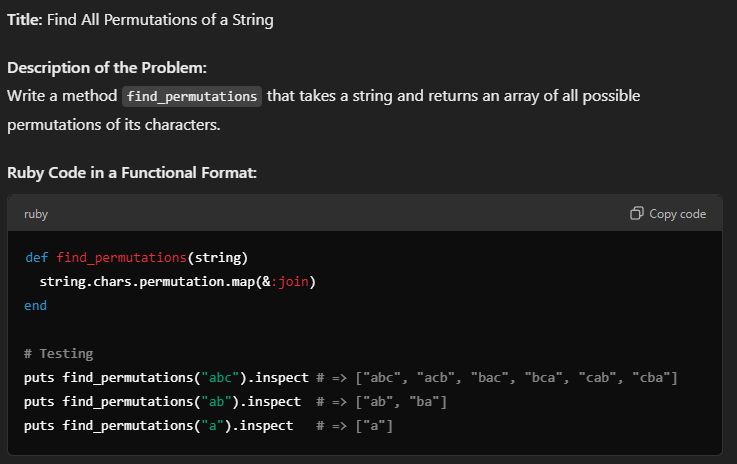 Title: Find All Permutations of a String
Description of the Problem:
Write a method find_permutations that takes a string and returns an array of all possible
permutations of its characters.
Ruby Code in a Functional Format:
ruby Copy code
def find_permutations(string)
  string.chars.permutation.map(&:join)
end
# Testing
puts find_permutations("abc").inspect # => ["abc", "acb", "bac", "bca", "cab", "cba"]
puts find_permutations("ab").inspect  # => ["ab", "ba"]
puts find_permutations("a").inspect   # => ["a"]